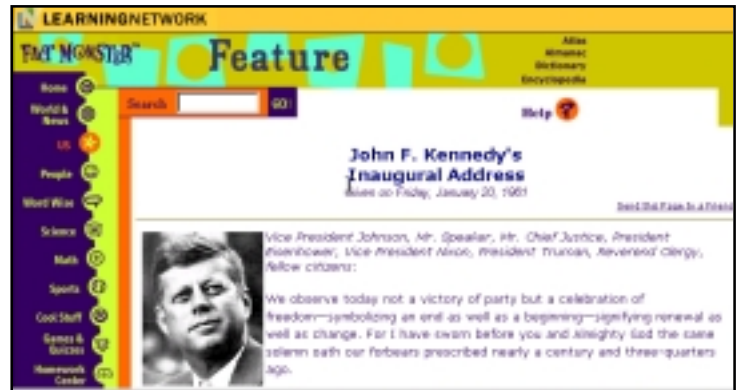 LEARNINGNETWORK
FACT MONSTER™
Feature
Atlas
Almanac
Dictionary
Encyclopedia
Home
World & News
US
People
Word Wise
Science
Math
Sports
Cool Stuff
Games & Quizzes
Homework Center
Search
GO!
Help ?
John F. Kennedy's
Inaugural Address
Given on Friday, January 20, 1961
Send This Page To a Friend
Vice President Johnson, Mr. Speaker, Mr. Chief Justice, President
Eisenhower, Vice President Nixon, President Truman, Reverend Clergy,
fellow citizens:
We observe today not a victory of party but a celebration of
freedom—symbolizing an end as well as a beginning—signifying renewal as
well as change. For I have sworn before you and Almighty God the same
solemn oath our forbears prescribed nearly a century and three-quarters
ago.